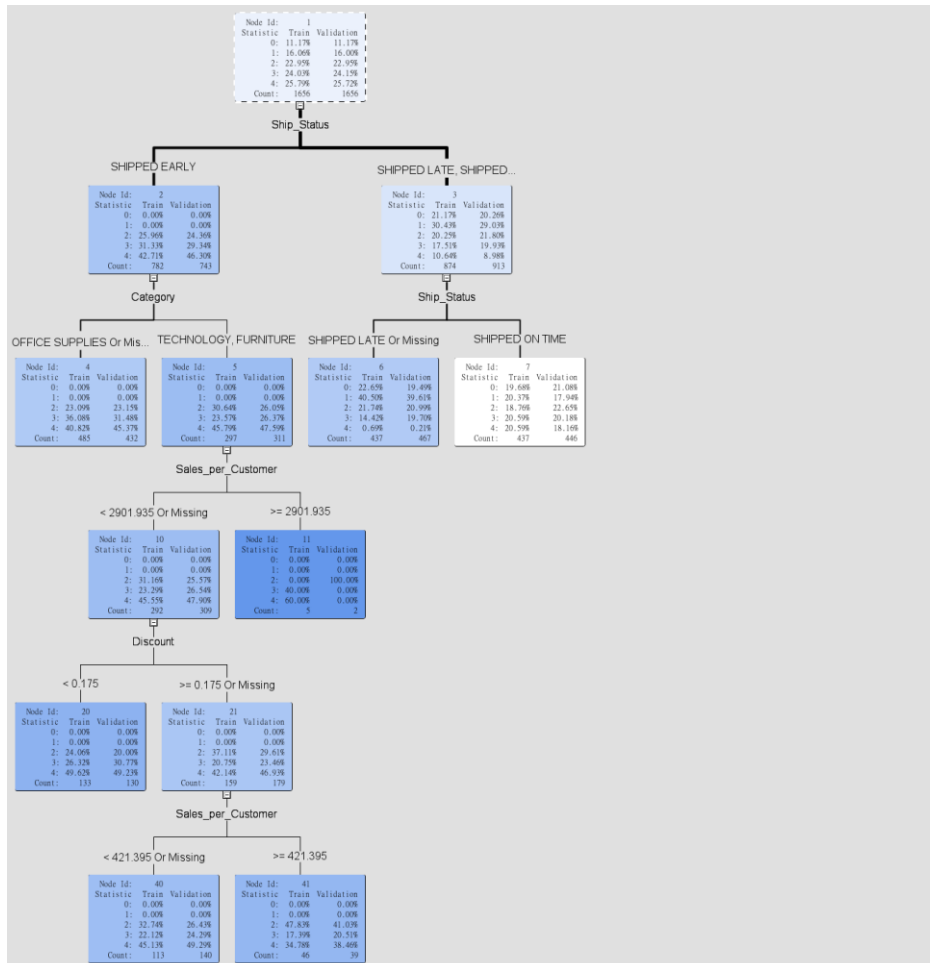 Node Id: 1
Statistic Train Validation
0: 11.17% 11.17%
1: 16.06% 16.00%
2: 22.95% 22.95%
3: 24.03% 24.15%
4: 25.79% 25.72%
Count: 1656 1656
Ship_Status
SHIPPED EARLY
SHIPPED LATE, SHIPPED...
Node Id: 2
Statistic Train Validation
0: 0.00% 0.00%
1: 0.00% 0.00%
2: 25.96% 24.36%
3: 31.33% 29.34%
4: 42.71% 46.30%
Count: 782 743
Node Id: 3
Statistic Train Validation
0: 21.17% 20.26%
1: 30.43% 29.03%
2: 20.25% 21.80%
3: 17.51% 19.93%
4: 10.64% 8.98%
Count: 874 913
Category
Ship_Status
OFFICE SUPPLIES Or Mis...
TECHNOLOGY, FURNITURE
SHIPPED LATE Or Missing
SHIPPED ON TIME
Node Id: 4
Statistic Train Validation
0: 0.00% 0.00%
1: 0.00% 0.00%
2: 23.09% 23.15%
3: 36.08% 31.48%
4: 40.82% 45.37%
Count: 485 432
Node Id: 5
Statistic Train Validation
0: 0.00% 0.00%
1: 0.00% 0.00%
2: 30.64% 26.05%
3: 23.57% 26.37%
4: 45.79% 47.59%
Count: 297 311
Node Id: 6
Statistic Train Validation
0: 22.65% 19.49%
1: 40.50% 39.61%
2: 21.74% 20.99%
3: 14.42% 19.70%
4: 0.69% 0.21%
Count: 437 467
Node Id: 7
Statistic Train Validation
0: 19.68% 21.08%
1: 20.37% 17.94%
2: 18.76% 22.65%
3: 20.59% 20.18%
4: 20.59% 18.16%
Count: 437 446
Sales_per_Customer
< 2901.935 Or Missing
>= 2901.935
Node Id: 10
Statistic Train Validation
0: 0.00% 0.00%
1: 0.00% 0.00%
2: 31.16% 25.57%
3: 23.29% 26.54%
4: 45.55% 47.90%
Count: 292 309
Node Id: 11
Statistic Train Validation
0: 0.00% 0.00%
1: 0.00% 0.00%
2: 0.00% 100.00%
3: 40.00% 0.00%
4: 60.00% 0.00%
Count: 5 2
Discount
< 0.175
>= 0.175 Or Missing
Node Id: 20
Statistic Train Validation
0: 0.00% 0.00%
1: 0.00% 0.00%
2: 24.06% 20.00%
3: 26.32% 30.77%
4: 49.62% 49.23%
Count: 133 130
Node Id: 21
Statistic Train Validation
0: 0.00% 0.00%
1: 0.00% 0.00%
2: 37.11% 29.61%
3: 20.75% 23.46%
4: 42.14% 46.93%
Count: 159 179
Sales_per_Customer
< 421.395 Or Missing
>= 421.395
Node Id: 40
Statistic Train Validation
0: 0.00% 0.00%
1: 0.00% 0.00%
2: 32.74% 26.43%
3: 22.12% 24.29%
4: 45.13% 49.29%
Count: 113 140
Node Id: 41
Statistic Train Validation
0: 0.00% 0.00%
1: 0.00% 0.00%
2: 47.83% 41.03%
3: 17.39% 20.51%
4: 34.78% 38.46%
Count: 46 39